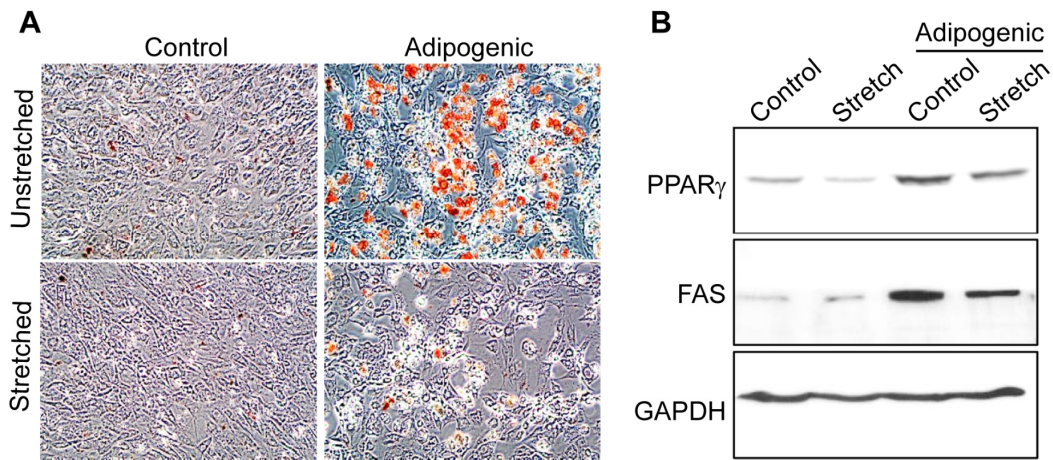 A
Control
Adipogenic
Unstretched
Stretched
B
Adipogenic
Control
Stretch
Control
Stretch
PPARγ
FAS
GAPDH